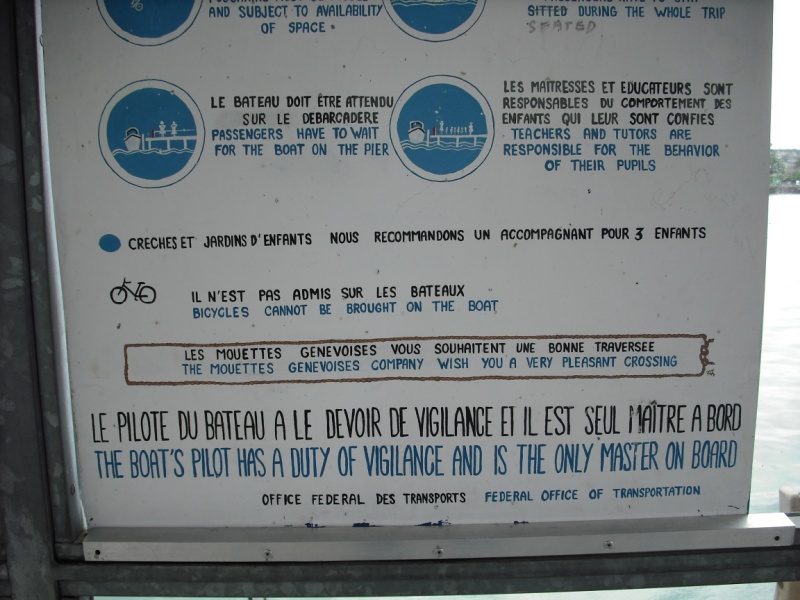 AND SUBJECT TO AVAILABILITY
OF SPACE.
SITTED DURING THE WHOLE TRIP
SEATED
LE BATEAU DOIT ÊTRE ATTENDU
SUR LE DEBARCADERE
PASSENGERS HAVE TO WAIT
FOR THE BOAT ON THE PIER
LES MAITRESSES ET EDUCATEURS SONT
RESPONSABLES DU COMPORTEMENT DES
ENFANTS QUI LEUR SONT CONFIES
TEACHERS AND TUTORS ARE
RESPONSIBLE FOR THE BEHAVIOR
OF THEIR PUPILS
CRECHES ET JARDINS D'ENFANTS NOUS RECOMMANDONS UN ACCOMPAGNANT POUR 3 ENFANTS
IL N'EST PAS ADMIS SUR LES BATEAUX
BICYCLES CANNOT BE BROUGHT ON THE BOAT
LES MOUETTES GENEVOISES VOUS SOUHAITENT UNE BONNE TRAVERSEE
THE MOUETTES GENEVOISES COMPANY WISH YOU A VERY PLEASANT CROSSING
LE PILOTE DU BATEAU A LE DEVOIR DE VIGILANCE ET IL EST SEUL MAÎTRE A BORD
THE BOAT'S PILOT HAS A DUTY OF VIGILANCE AND IS THE ONLY MASTER ON BOARD
OFFICE FEDERAL DES TRANSPORTS FEDERAL OFFICE OF TRANSPORTATION